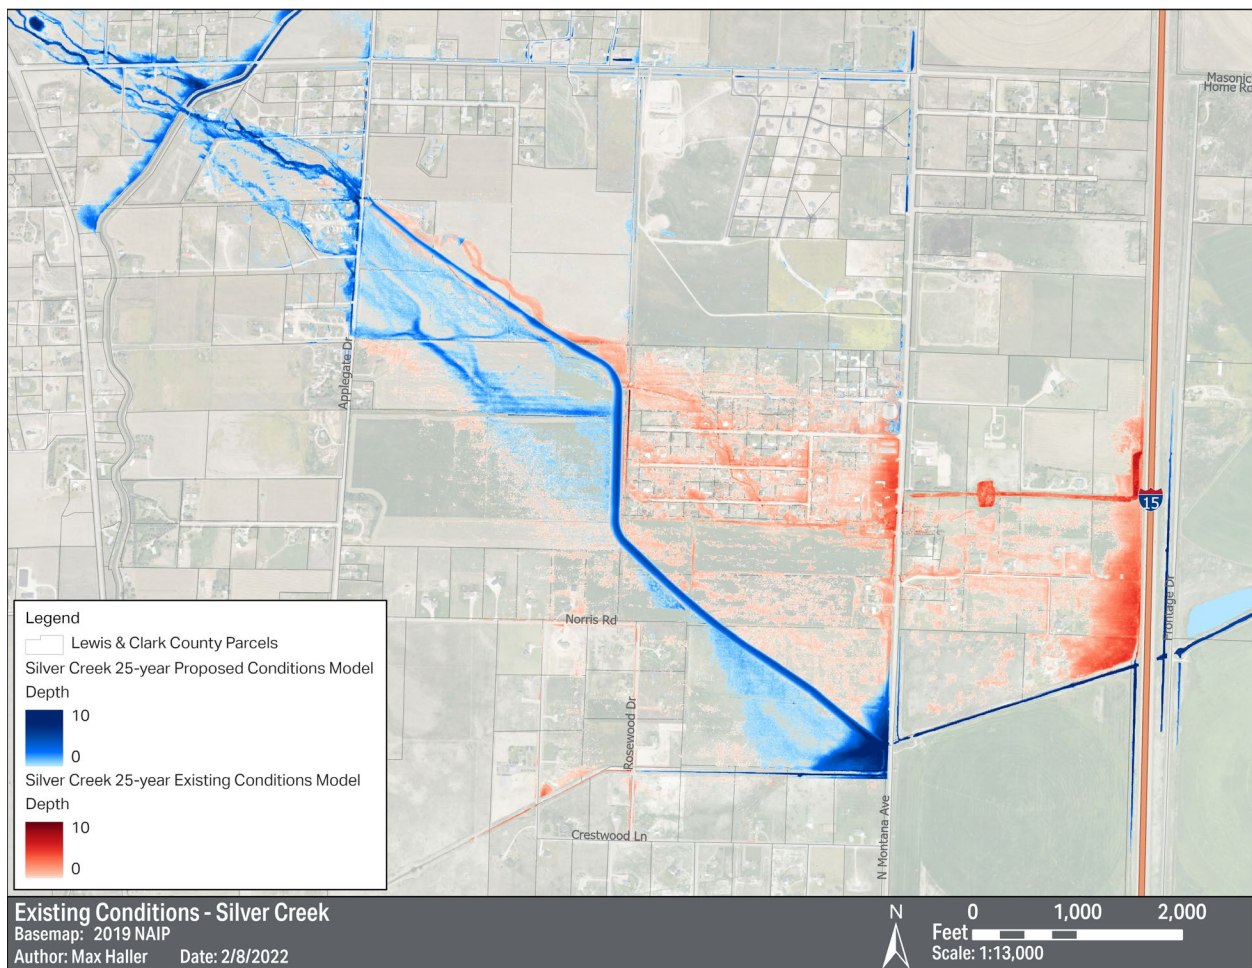 Masonic
Home Rd
Applegate Dr
15
Frontage Dr
Norris Rd
Rosewood Dr
Crestwood Ln
N Montana Ave
Legend
Lewis & Clark County Parcels
Silver Creek 25-year Proposed Conditions Model
Depth
10
0
Silver Creek 25-year Existing Conditions Model
Depth
10
0
Existing Conditions - Silver Creek
Basemap: 2019 NAIP
Author: Max Haller Date: 2/8/2022
N
0 1,000 2,000
Feet
Scale: 1:13,000